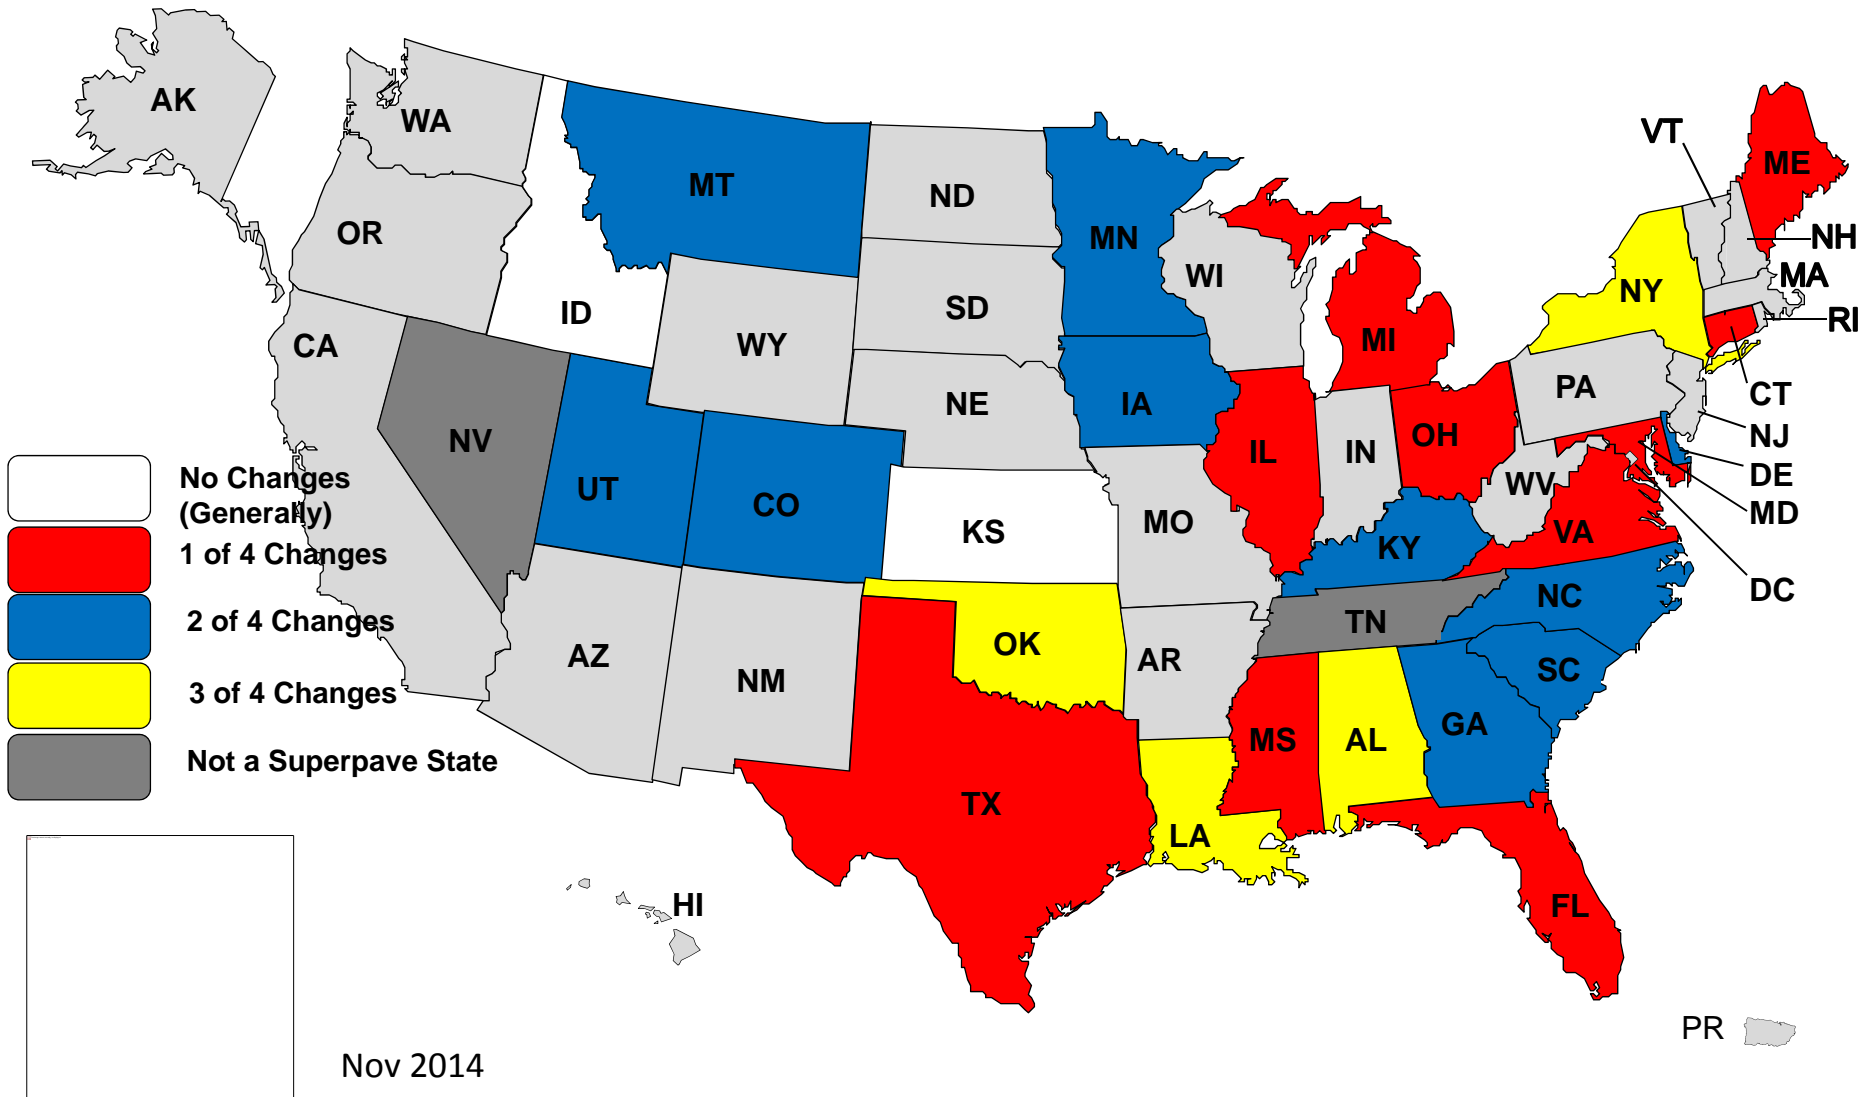 AK
WA
VT
ME
MT
ND
OR
MN
NH
WI
MA
NY
ID
SD
RI
CA
WY
MI
PA
NE
IA
CT
NV
OH
NJ
IL
IN
DE
No Changes
(Generally)
UT
CO
WV
MD
KS
MO
VA
1 of 4 Changes
KY
DC
NC
2 of 4 Changes
TN
OK
AZ
AR
SC
NM
3 of 4 Changes
GA
MS
AL
Not a Superpave State
TX
LA
HI
FL
PR
Nov 2014